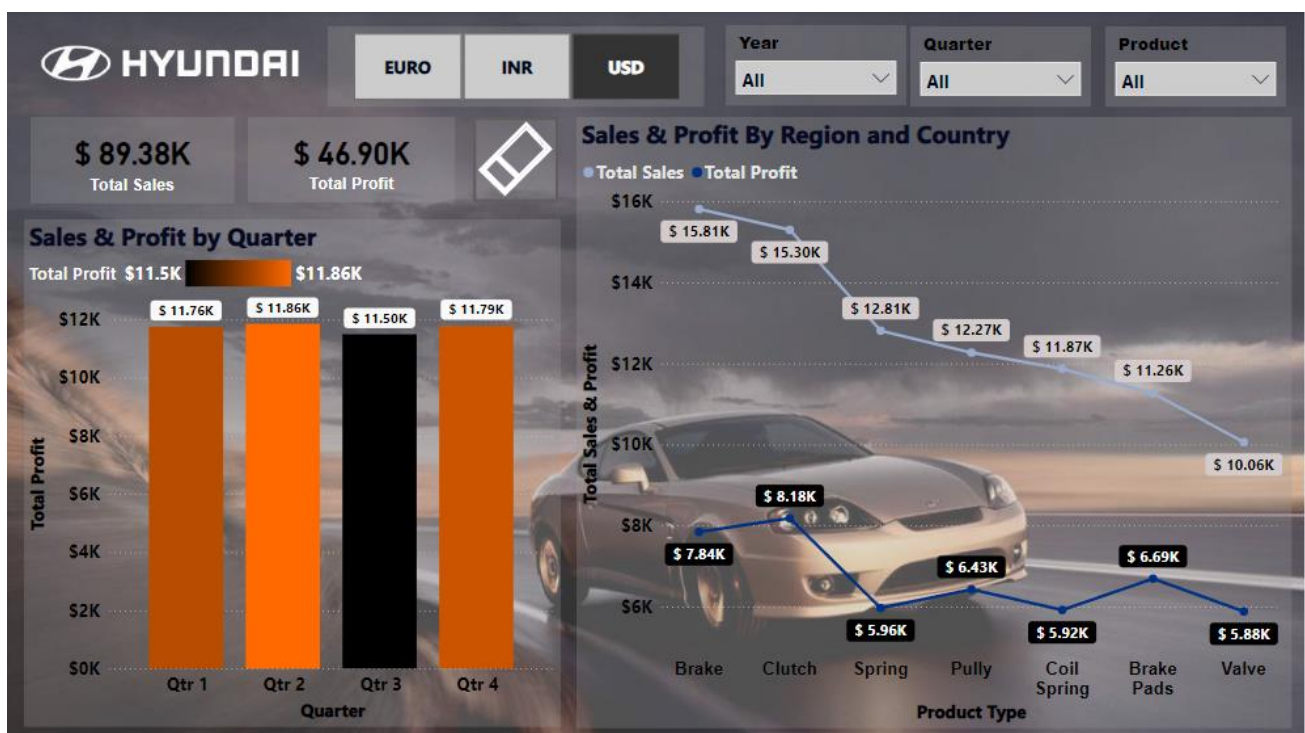 HYUNDAI
EURO INR USD
Year
All
Quarter
All
Product
All
$ 89.38K
Total Sales
$ 46.90K
Total Profit
Sales & Profit by Quarter
Total Profit $11.5K $11.86K
$ 11.76K $ 11.86K $ 11.50K $ 11.79K
$12K
$10K
$8K
$6K
$4K
$2K
$0K
Total Profit
Qtr 1 Qtr 2 Qtr 3 Qtr 4
Quarter
Sales & Profit By Region and Country
Total Sales Total Profit
$16K
$14K
$12K
$10K
$8K
$6K
Total Sales & Profit
$ 15.81K
$ 15.30K
$ 12.81K
$ 12.27K
$ 11.87K
$ 11.26K
$ 10.06K
$ 7.84K
$ 8.18K
$ 5.96K
$ 6.43K
$ 5.92K
$ 6.69K
$ 5.88K
Brake Clutch Spring Pully Coil Spring Brake Pads Valve
Product Type